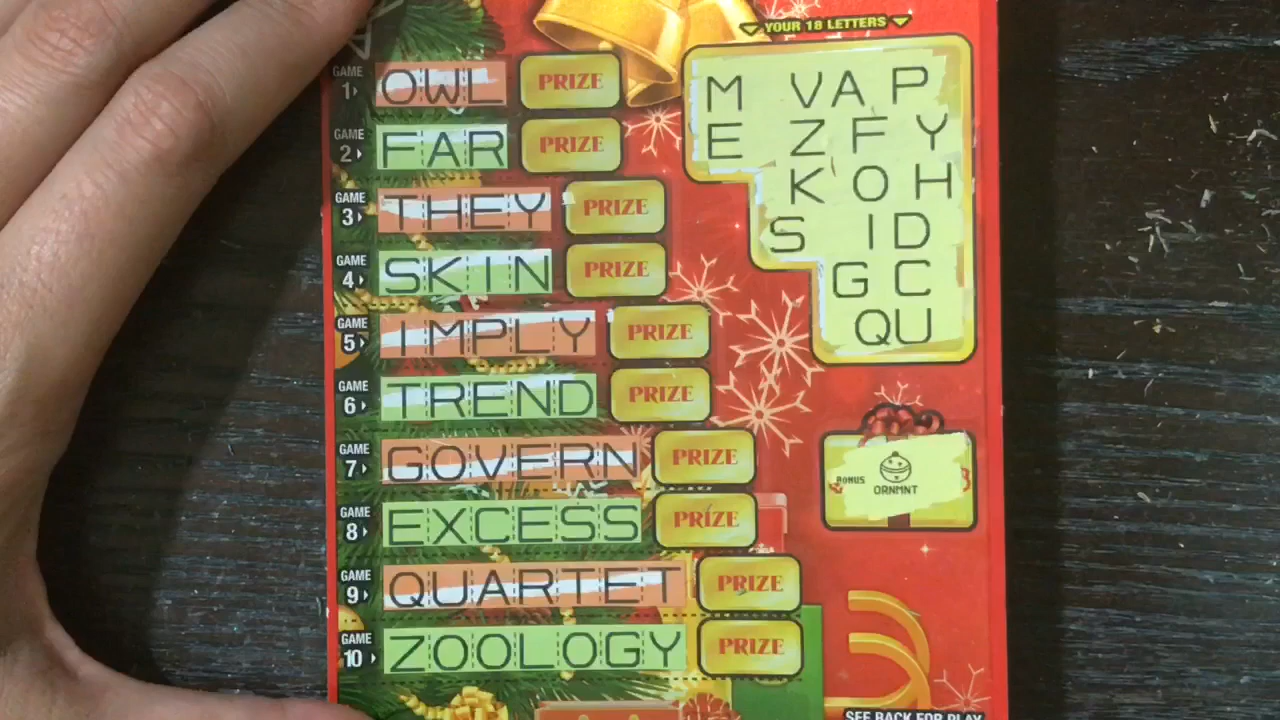 YOUR 18 LETTERS
GAME 1 OWL PRIZE
GAME 2 FAR PRIZE
GAME 3 THEY PRIZE
GAME 4 SKIN PRIZE
GAME 5 IMPLY PRIZE
GAME 6 TREND PRIZE
GAME 7 GOVERN PRIZE
GAME 8 EXCESS PRIZE
GAME 9 QUARTET PRIZE
GAME 10 ZOOLOGY PRIZE
M VAP
E Z F Y
K O H
S I D
G C
QU
BONUS
ORNMNT
SEE BACK FOR PLAY